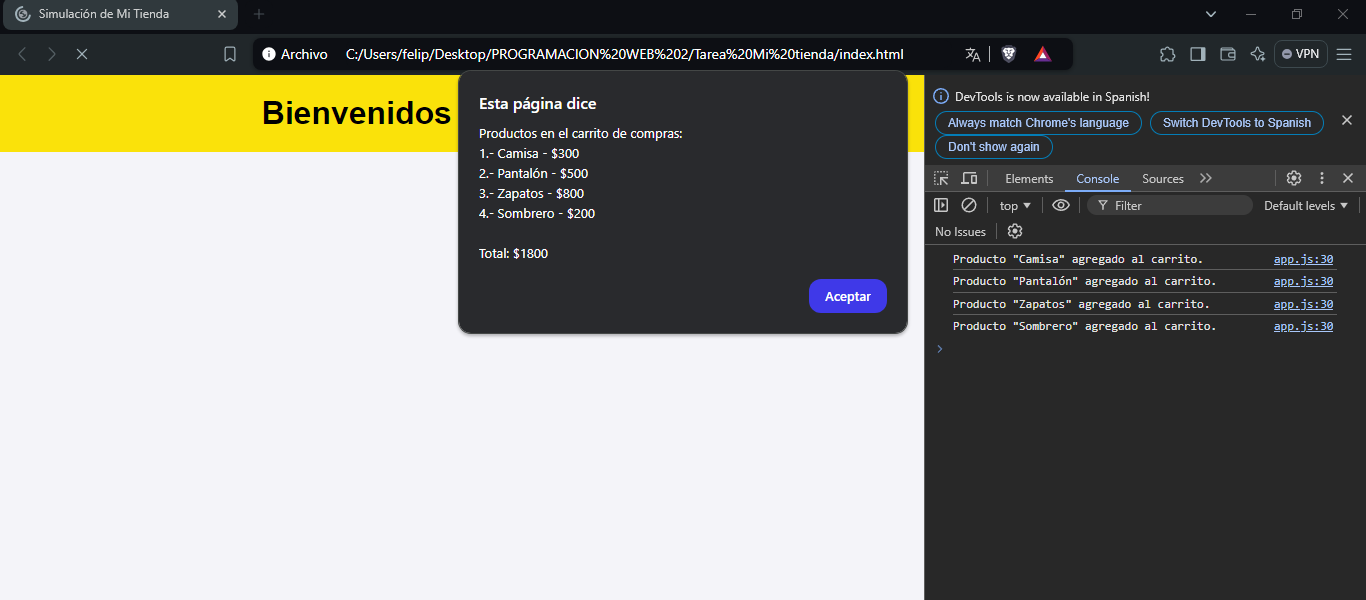 Simulación de Mi Tienda
Archivo C:/Users/felip/Desktop/PROGRAMACION%20WEB%202/Tarea%20Mi%20tienda/index.html
VPN
Bienvenidos
Esta página dice
Productos en el carrito de compras:
1.- Camisa - $300
2.- Pantalón - $500
3.- Zapatos - $800
4.- Sombrero - $200
Total: $1800
Aceptar
DevTools is now available in Spanish!
Always match Chrome's language
Switch DevTools to Spanish
Don't show again
Elements Console Sources
top Filter Default levels
No Issues
Producto "Camisa" agregado al carrito. app.js:30
Producto "Pantalón" agregado al carrito. app.js:30
Producto "Zapatos" agregado al carrito. app.js:30
Producto "Sombrero" agregado al carrito. app.js:30